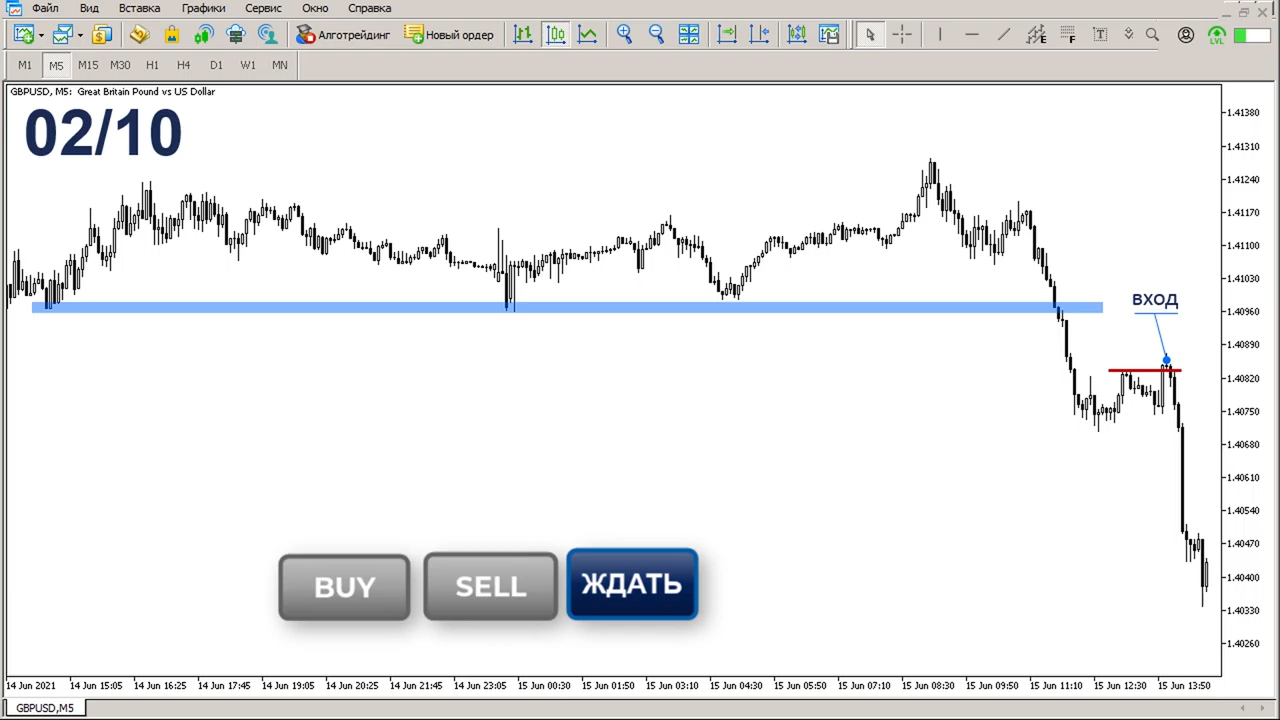 Файл Вид Вставка Графики Сервис Окно Справка
Алготрейдинг Новый ордер E F T LVL
M1 M5 M15 M30 H1 H4 D1 W1 MN
GBPUSD, M5: Great Britain Pound vs US Dollar
02/10
1.41380
1.41310
1.41240
1.41170
1.41100
1.41030
1.40960
1.40890
1.40820
1.40750
1.40680
1.40610
1.40540
1.40470
1.40400
1.40330
1.40260
ВХОД
BUY SELL ЖДАТЬ
14 Jun 2021 14 Jun 15:05 14 Jun 16:25 14 Jun 17:45 14 Jun 19:05 14 Jun 20:25 14 Jun 21:45 14 Jun 23:05 15 Jun 00:30 15 Jun 01:50 15 Jun 03:10 15 Jun 04:30 15 Jun 05:50 15 Jun 07:10 15 Jun 08:30 15 Jun 09:50 15 Jun 11:10 15 Jun 12:30 15 Jun 13:50
GBPUSD,M5